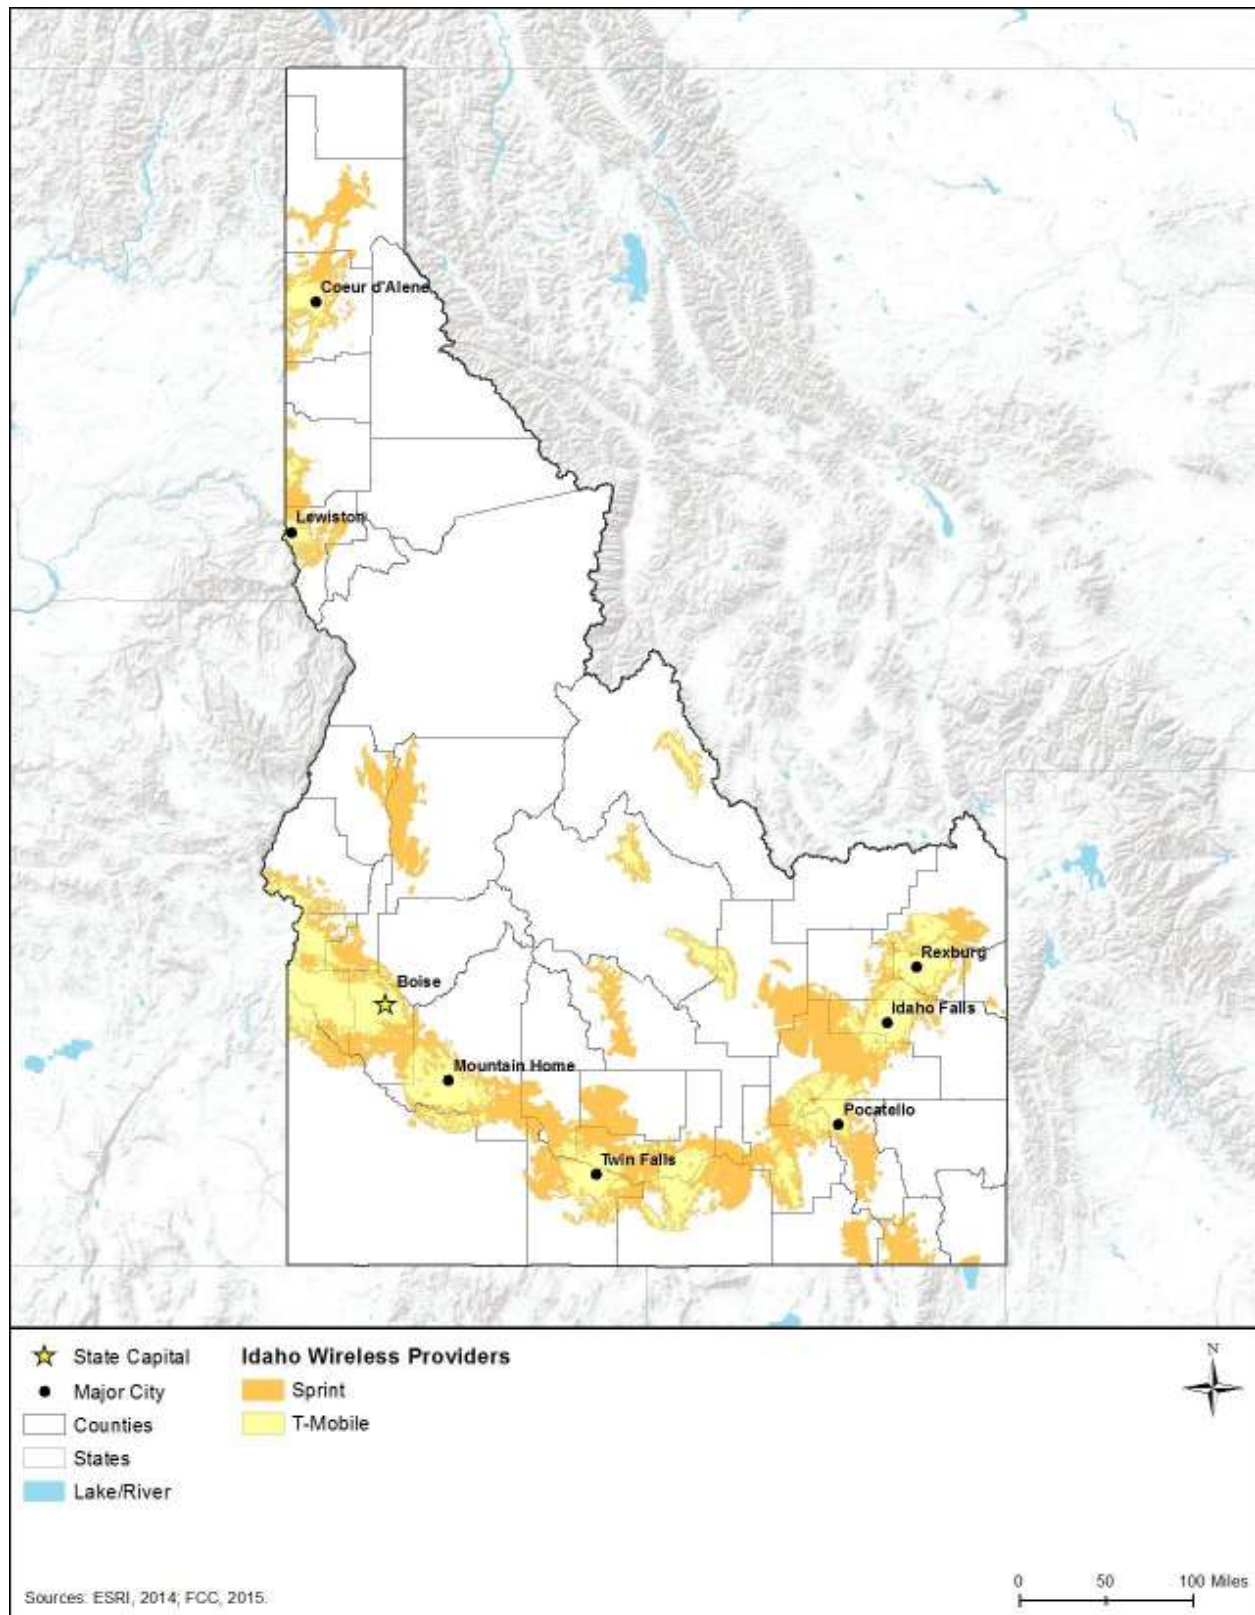 Coeur d'Alene
Lewiston
Boise
Rexburg
Idaho Falls
Mountain Home
Pocatello
Twin Falls
State Capital
Major City
Counties
States
Lake/River
Idaho Wireless Providers
Sprint
T-Mobile
N
Sources: ESRI, 2014; FCC, 2015.
0 50 100 Miles